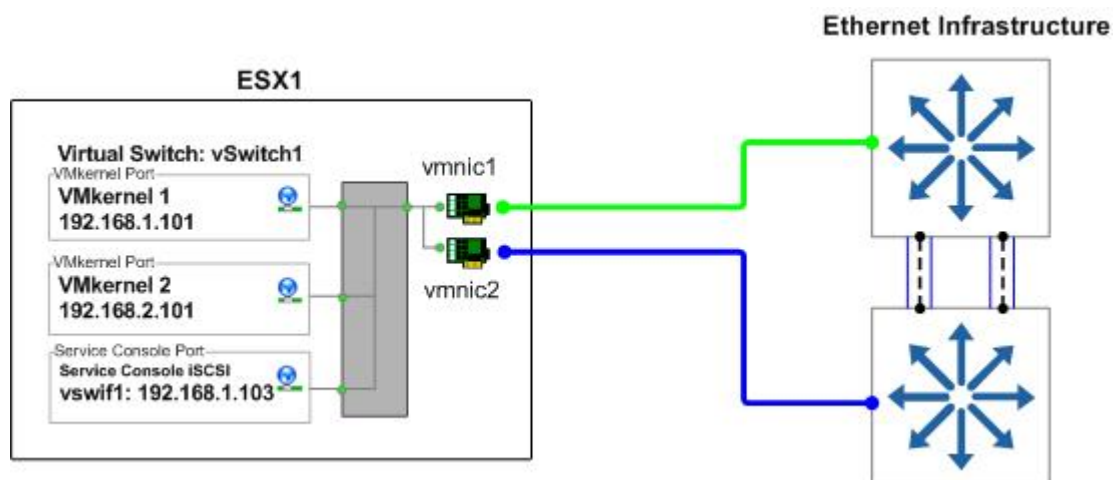 Ethernet Infrastructure
ESX1
Virtual Switch: vSwitch1
VMkernel Port
VMkernel 1
192.168.1.101
vmnic1
VMkernel Port
VMkernel 2
192.168.2.101
vmnic2
Service Console Port
Service Console iSCSI
vswif1: 192.168.1.103